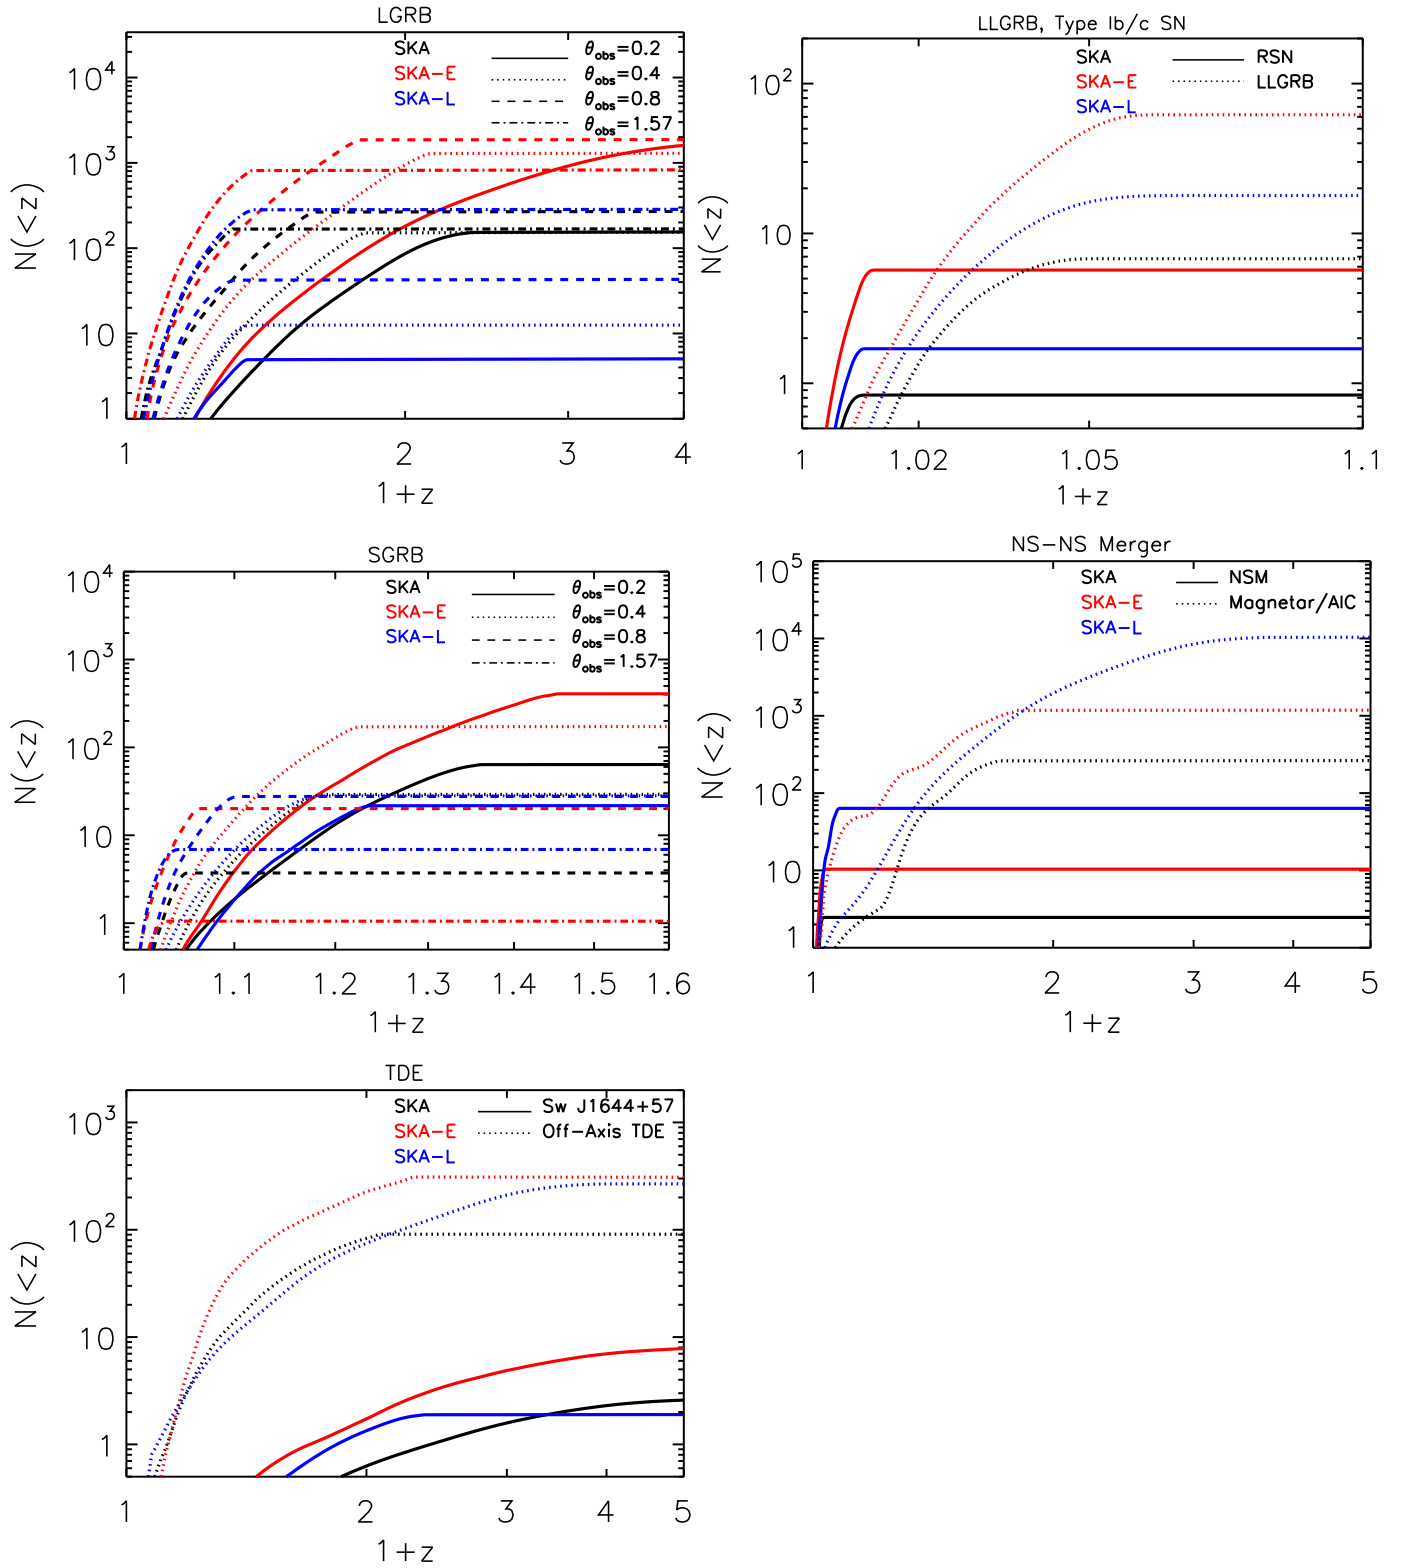 LGRB
SKA
SKA-E
SKA-L
θobs=0.2
θobs=0.4
θobs=0.8
θobs=1.57
N(<z)
10^4
10^3
10^2
10
1
1 2 3 4
1+z
LLGRB, Type Ib/c SN
SKA
SKA-E
SKA-L
RSN
LLGRB
N(<z)
10^2
10
1
1 1.02 1.05 1.1
1+z
SGRB
SKA
SKA-E
SKA-L
θobs=0.2
θobs=0.4
θobs=0.8
θobs=1.57
N(<z)
10^4
10^3
10^2
10
1
1 1.1 1.2 1.3 1.4 1.5 1.6
1+z
NS-NS Merger
SKA
SKA-E
SKA-L
NSM
Magnetar/AIC
N(<z)
10^5
10^4
10^3
10^2
10
1
1 2 3 4 5
1+z
TDE
SKA
SKA-E
SKA-L
Sw J1644+57
Off-Axis TDE
N(<z)
10^3
10^2
10
1
1 2 3 4 5
1+z